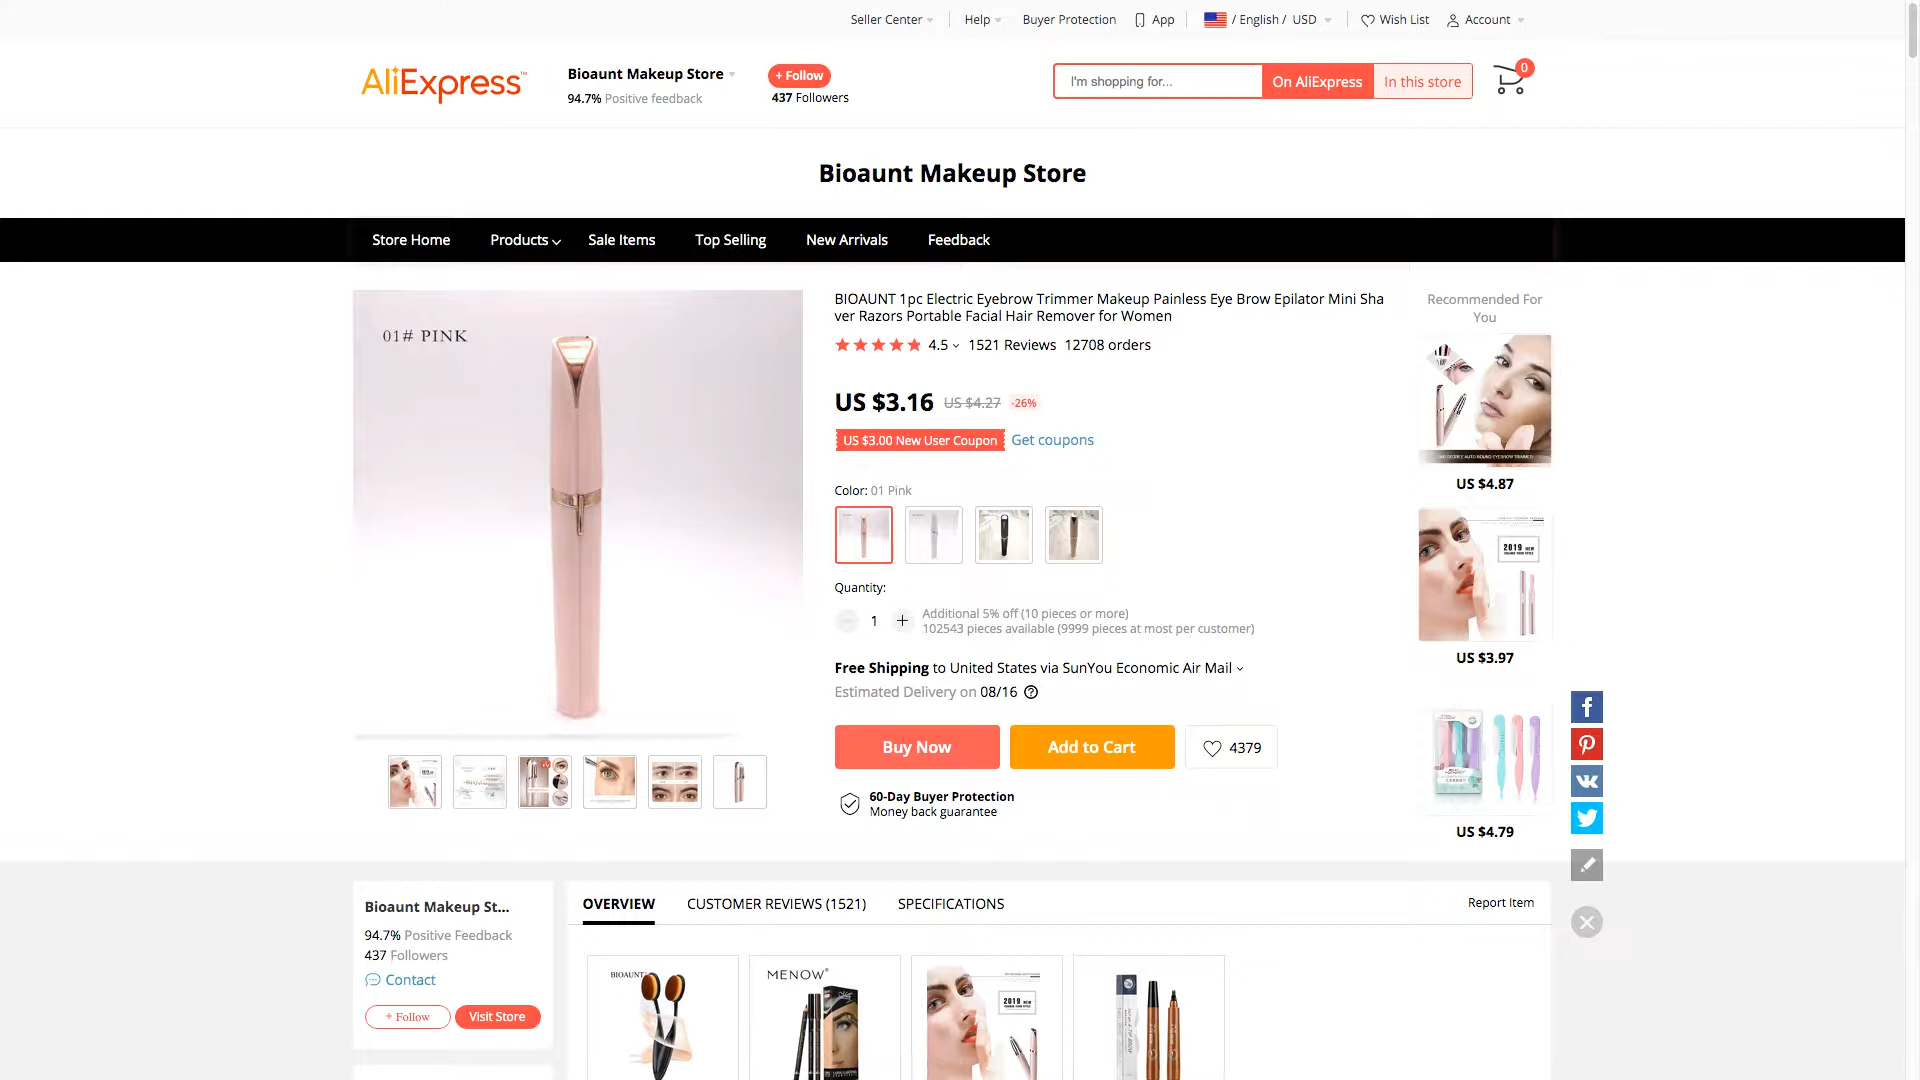 Seller Center
Help
Buyer Protection
App
/ English / USD
Wish List
Account
AliExpress™
Bioaunt Makeup Store
94.7% Positive feedback
+ Follow
437 Followers
I'm shopping for...
On AliExpress
In this store
0
Bioaunt Makeup Store
Store Home
Products
Sale Items
Top Selling
New Arrivals
Feedback
01# PINK
BIOAUNT 1pc Electric Eyebrow Trimmer Makeup Painless Eye Brow Epilator Mini Sha
ver Razors Portable Facial Hair Remover for Women
4.5
1521 Reviews
12708 orders
US $3.16
US $4.27
-26%
US $3.00 New User Coupon
Get coupons
Color: 01 Pink
Quantity:
1
Additional 5% off (10 pieces or more)
102543 pieces available (9999 pieces at most per customer)
Free Shipping to United States via SunYou Economic Air Mail
Estimated Delivery on 08/16
Buy Now
Add to Cart
4379
60-Day Buyer Protection
Money back guarantee
Recommended For
You
US $4.87
2019 NEW
US $3.97
US $4.79
Bioaunt Makeup St...
94.7% Positive Feedback
437 Followers
Contact
+ Follow
Visit Store
OVERVIEW
CUSTOMER REVIEWS (1521)
SPECIFICATIONS
Report Item
BIOAUNT
MENOW®
2019 NEW